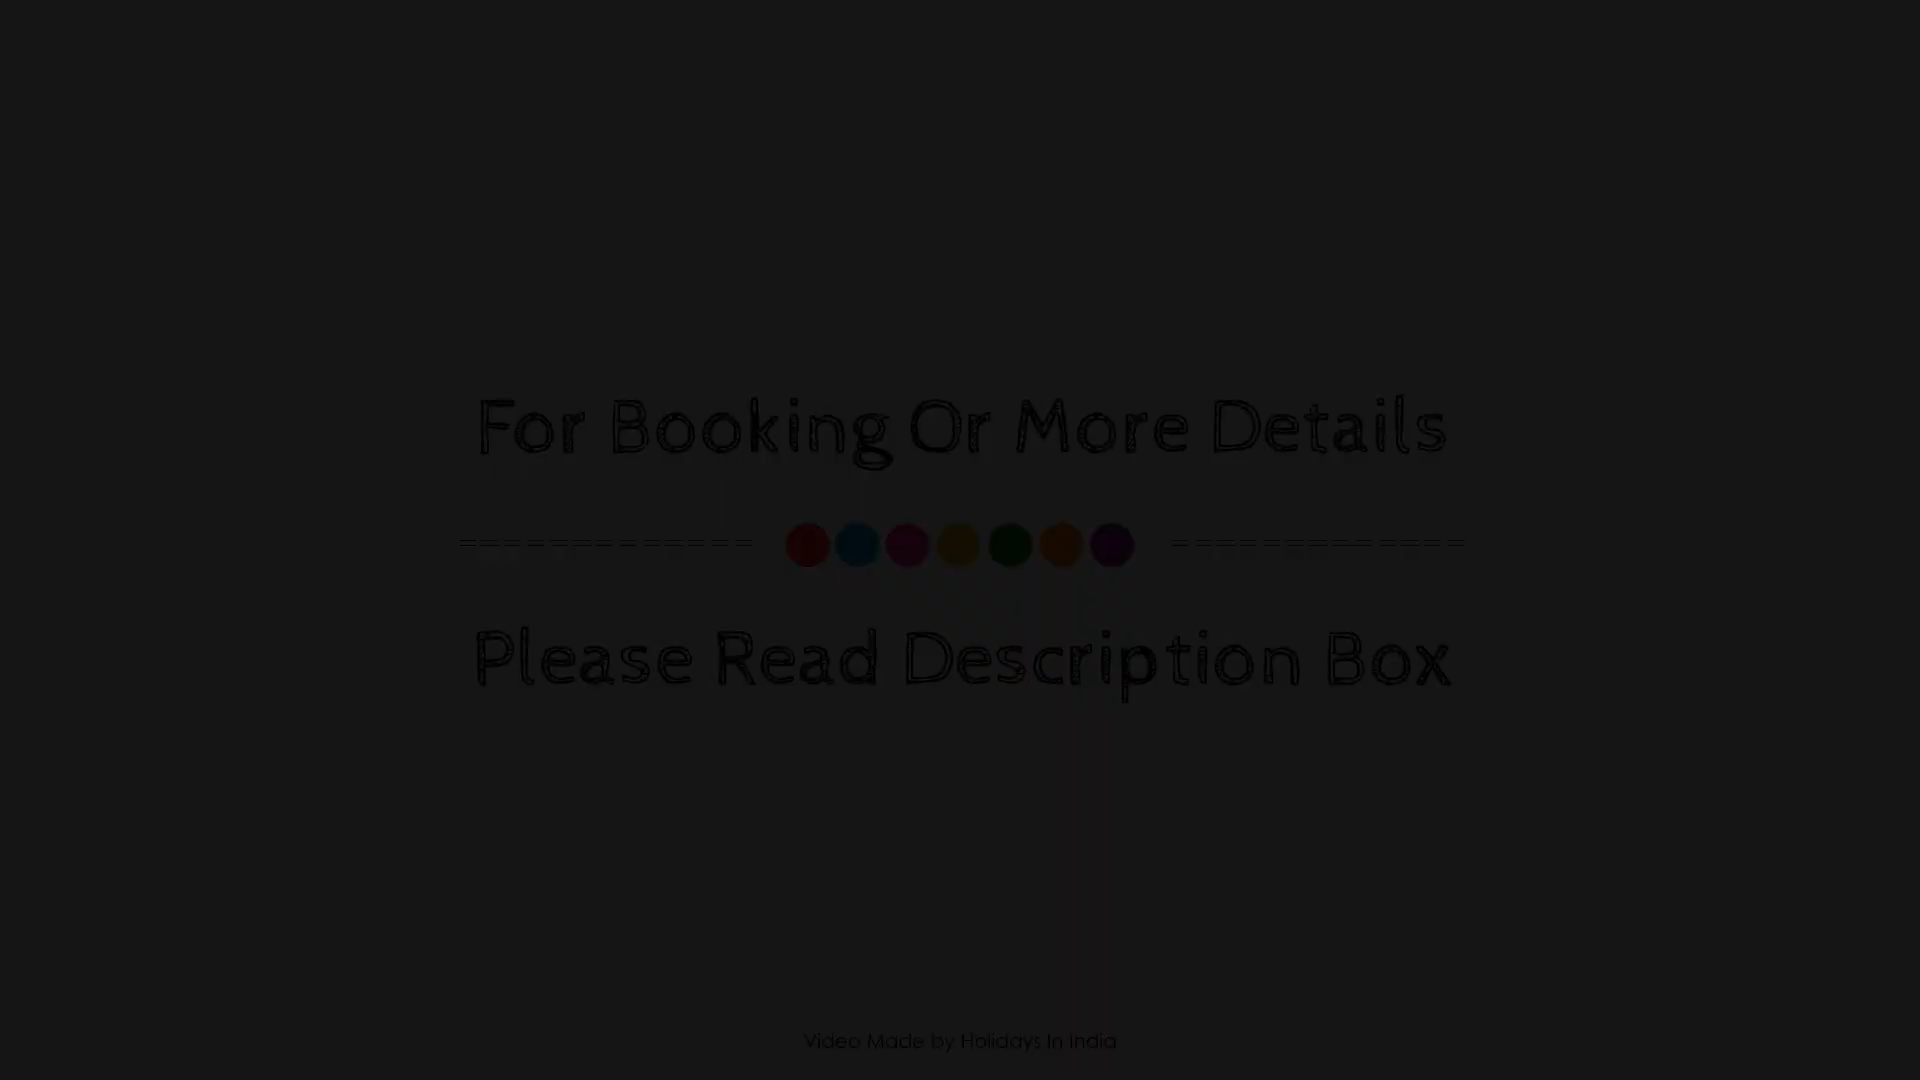 For Booking Or More Details
============= =============
Please Read Description Box
Video Made by Holidays In India